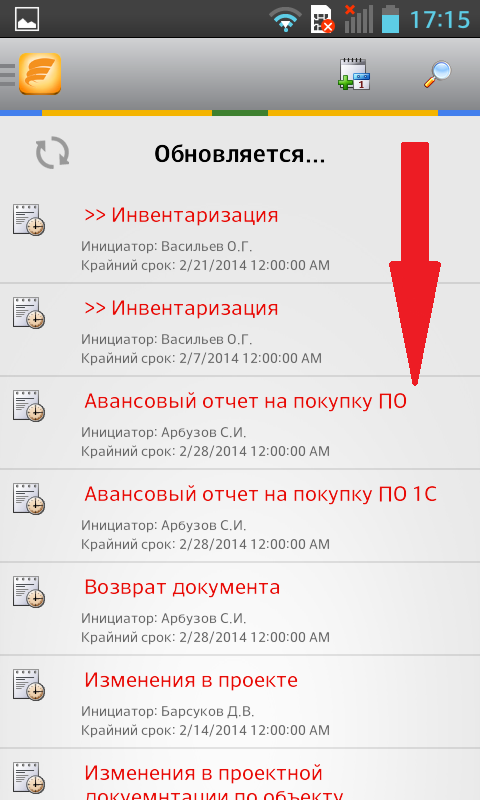 17:15
1
Обновляется...
>> Инвентаризация
Инициатор: Васильев О.Г.
Крайний срок: 2/21/2014 12:00:00 AM
>> Инвентаризация
Инициатор: Васильев О.Г.
Крайний срок: 2/7/2014 12:00:00 AM
Авансовый отчет на покупку ПО
Инициатор: Арбузов С.И.
Крайний срок: 2/28/2014 12:00:00 AM
Авансовый отчет на покупку ПО 1С
Инициатор: Арбузов С.И.
Крайний срок: 2/28/2014 12:00:00 AM
Возврат документа
Инициатор: Арбузов С.И.
Крайний срок: 2/28/2014 12:00:00 AM
Изменения в проекте
Инициатор: Барсуков Д.В.
Крайний срок: 2/14/2014 12:00:00 AM
Изменения в проектной
докуемнтации по объекту